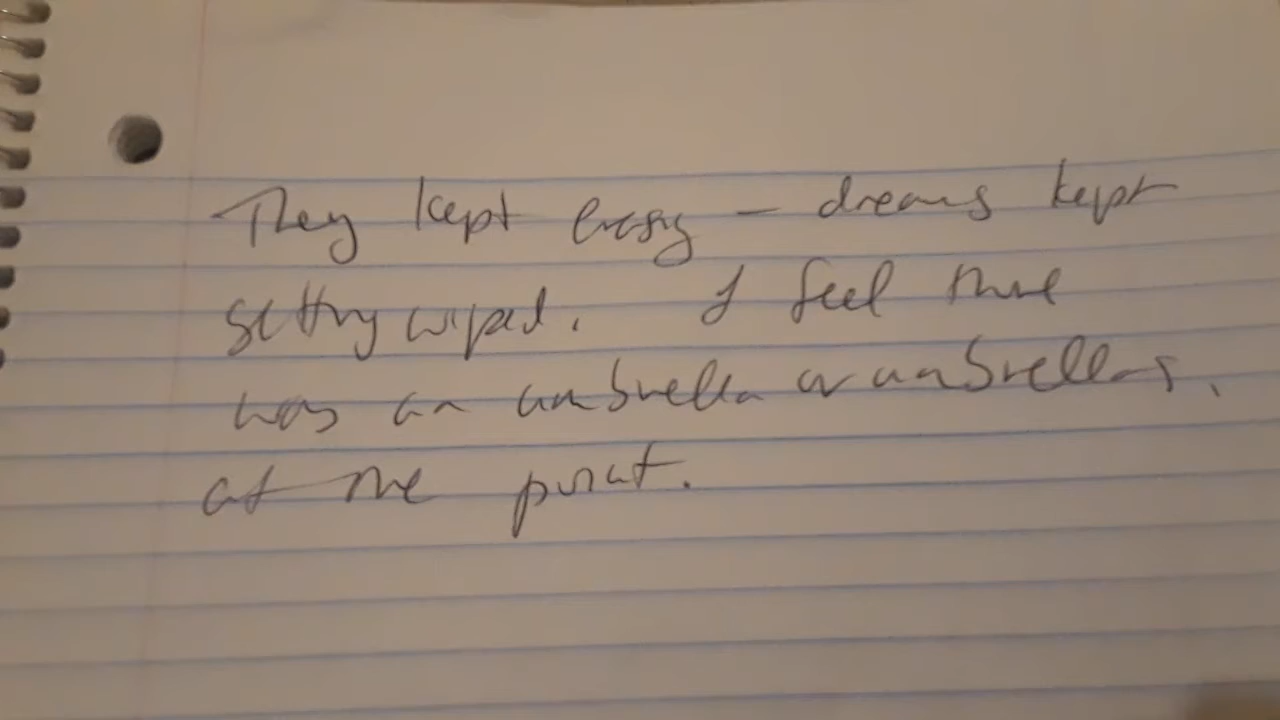 They kept erasing – dreams kept
getting wiped. I feel there
was an umbrella or umbrellas,
at one point.